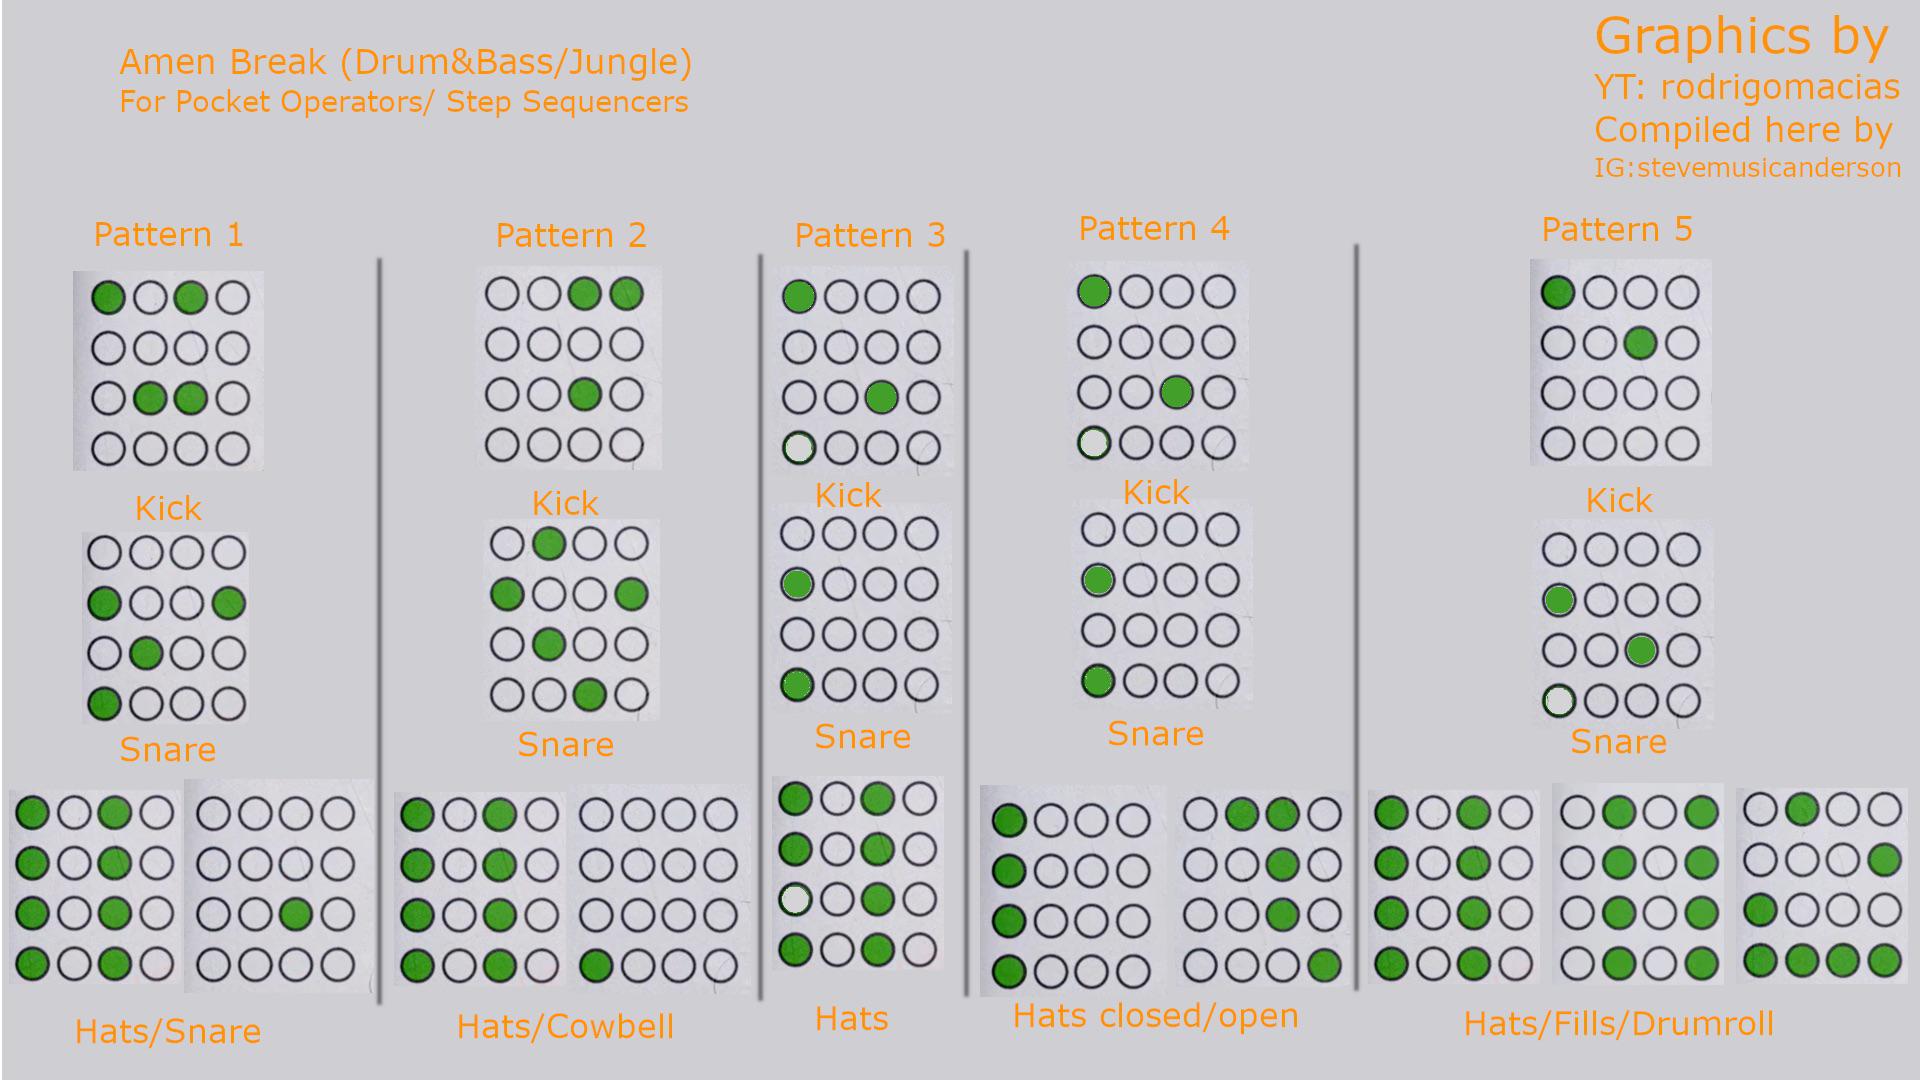 Amen Break (Drum&Bass/Jungle)
For Pocket Operators/ Step Sequencers
Graphics by
YT: rodrigomacias
Compiled here by
IG:stevemusicanderson
Pattern 1
Kick
Snare
Hats/Snare
Pattern 2
Kick
Snare
Hats/Cowbell
Pattern 3
Kick
Snare
Hats
Pattern 4
Kick
Snare
Hats closed/open
Pattern 5
Kick
Snare
Hats/Fills/Drumroll